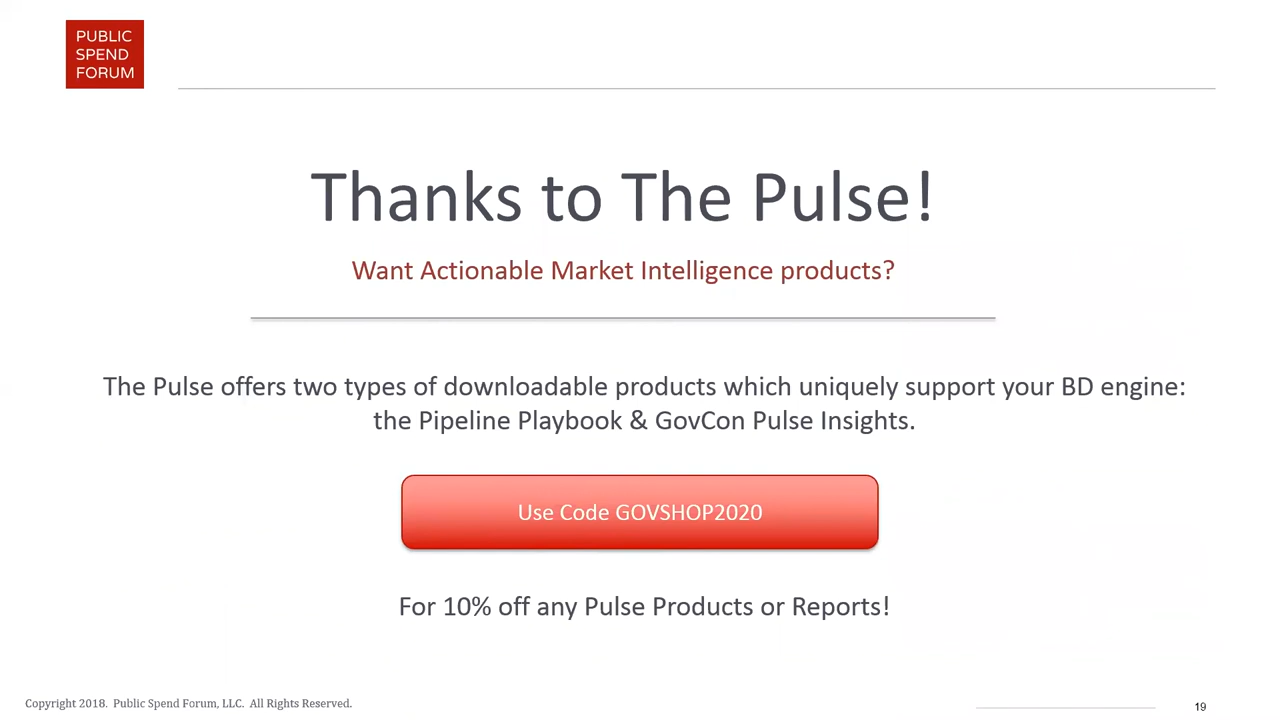 PUBLIC
SPEND
FORUM
Thanks to The Pulse!
Want Actionable Market Intelligence products?
The Pulse offers two types of downloadable products which uniquely support your BD engine:
the Pipeline Playbook & GovCon Pulse Insights.
Use Code GOVSHOP2020
For 10% off any Pulse Products or Reports!
Copyright 2018. Public Spend Forum, LLC. All Rights Reserved.
19